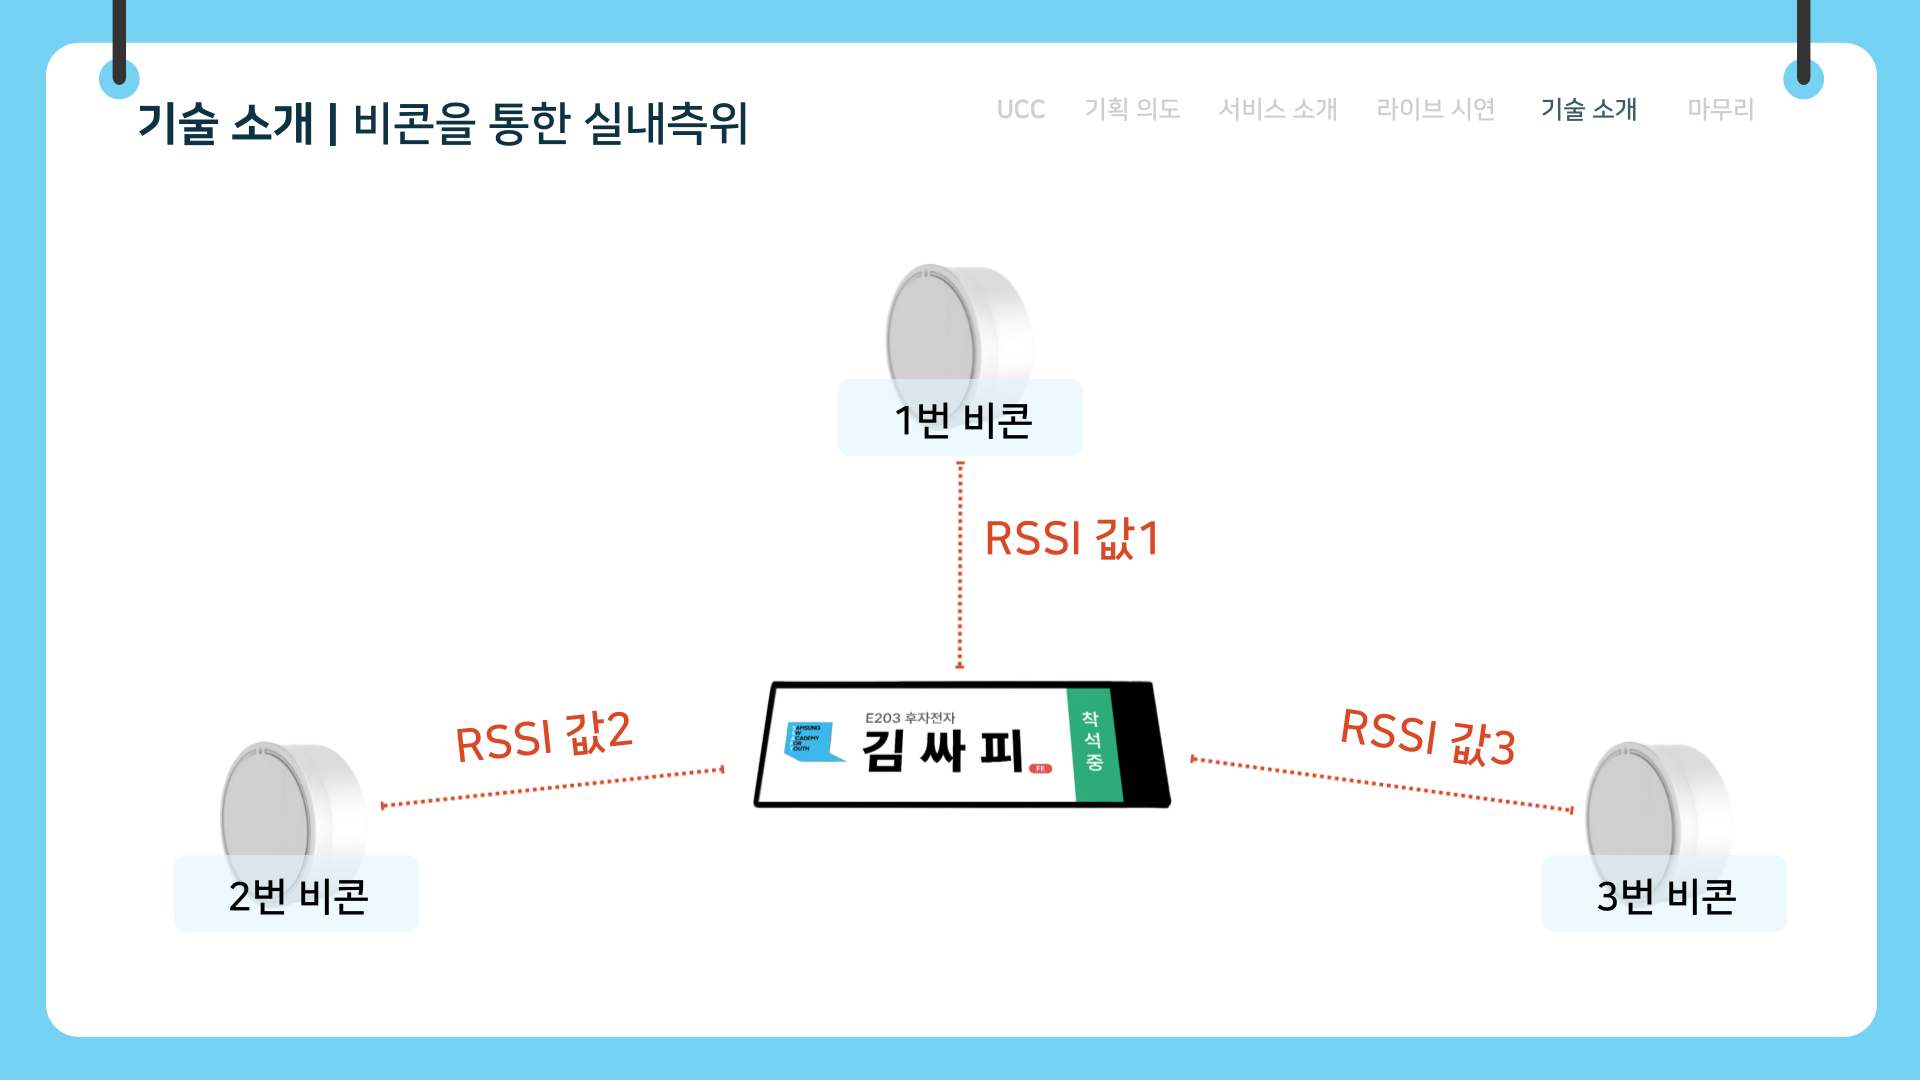 기술 소개 | 비콘을 통한 실내측위
UCC 기획 의도 서비스 소개 라이브 시연 기술 소개 마무리
1번 비콘
RSSI 값1
RSSI 값2
RSSI 값3
E203 후자전자
김 싸 피
FE
착
석
중
2번 비콘
3번 비콘